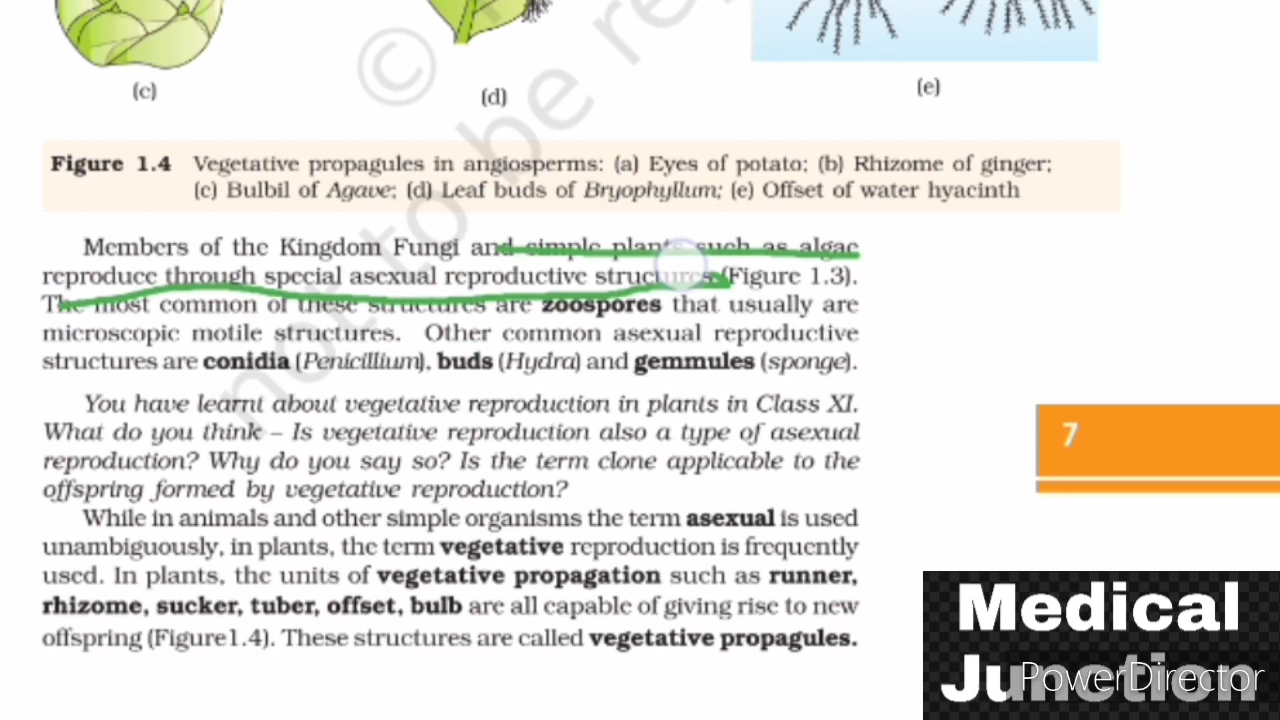 (c)
(d)
(e)
© not to be re
Figure 1.4 Vegetative propagules in angiosperms: (a) Eyes of potato; (b) Rhizome of ginger;
(c) Bulbil of Agave; (d) Leaf buds of Bryophyllum; (e) Offset of water hyacinth
Members of the Kingdom Fungi and simple plants such as algae
reproduce through special asexual reproductive structures (Figure 1.3).
The most common of these structures are zoospores that usually are
microscopic motile structures. Other common asexual reproductive
structures are conidia (Penicillium), buds (Hydra) and gemmules (sponge).
You have learnt about vegetative reproduction in plants in Class XI.
What do you think – Is vegetative reproduction also a type of asexual
reproduction? Why do you say so? Is the term clone applicable to the
offspring formed by vegetative reproduction?
While in animals and other simple organisms the term asexual is used
unambiguously, in plants, the term vegetative reproduction is frequently
used. In plants, the units of vegetative propagation such as runner,
rhizome, sucker, tuber, offset, bulb are all capable of giving rise to new
offspring (Figure1.4). These structures are called vegetative propagules.
7
Medical
Junction
PowerDirector